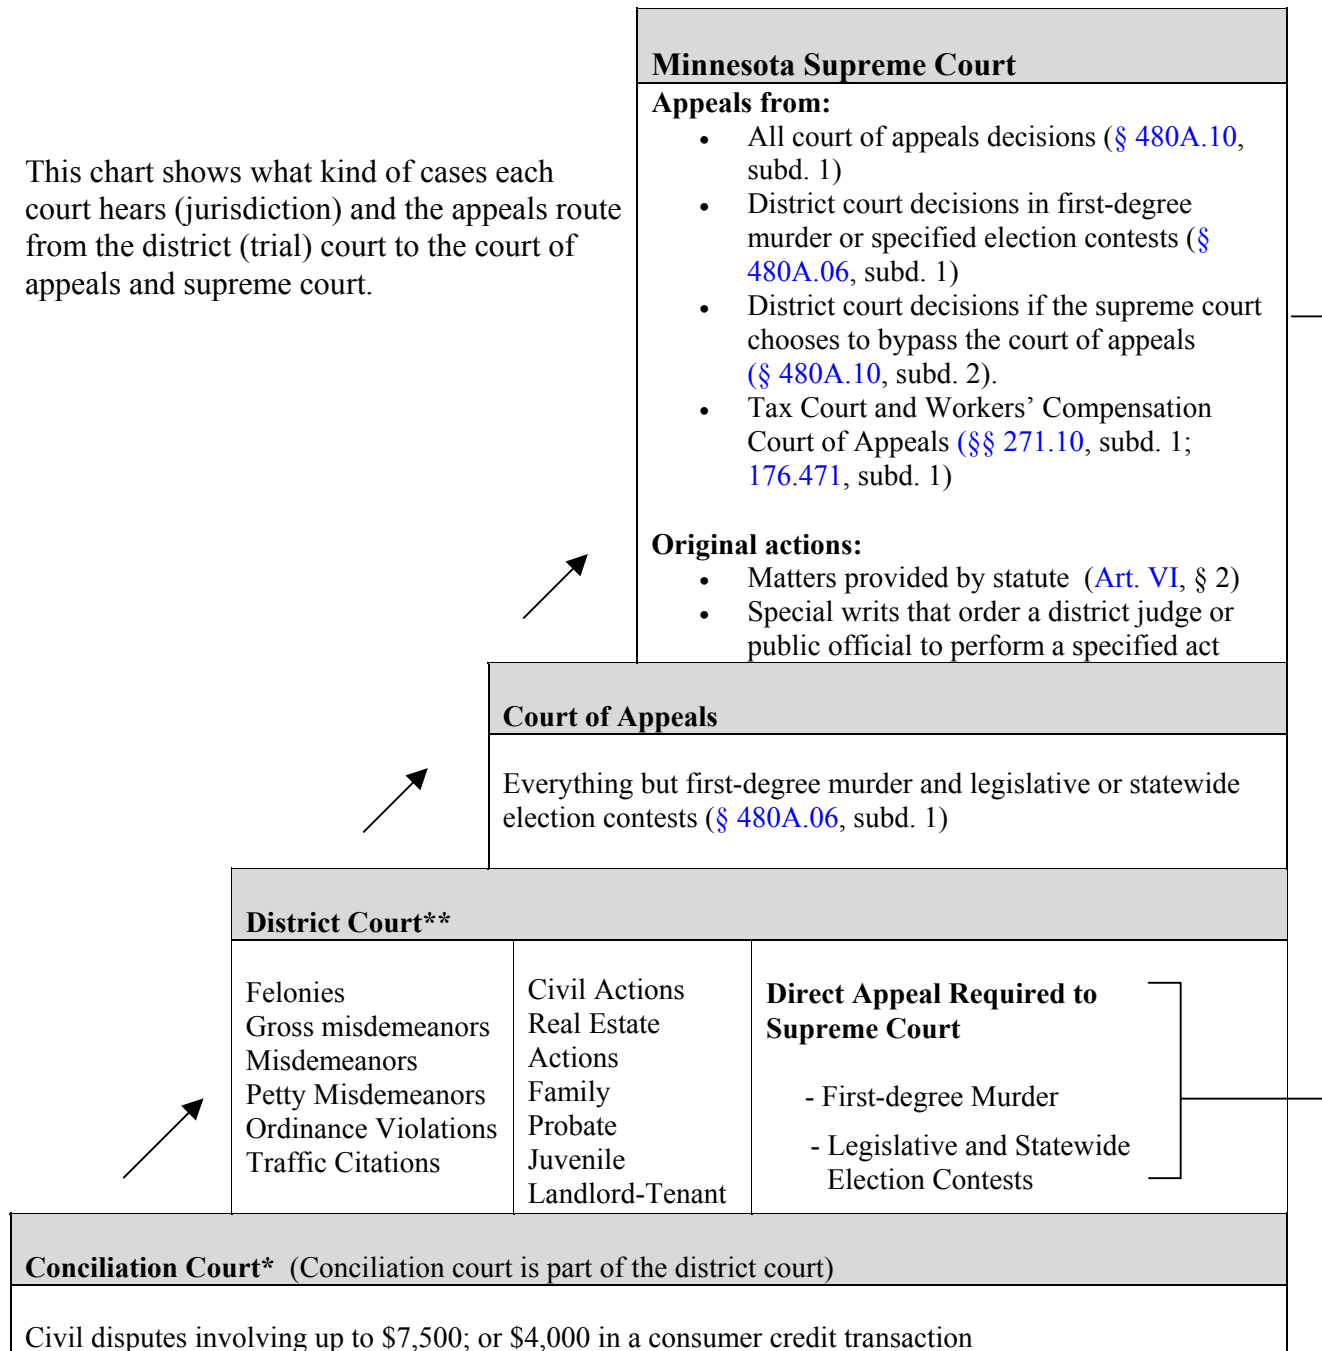 This chart shows what kind of cases each
court hears (jurisdiction) and the appeals route
from the district (trial) court to the court of
appeals and supreme court.
Minnesota Supreme Court
Appeals from:
• All court of appeals decisions (§ 480A.10,
subd. 1)
• District court decisions in first-degree
murder or specified election contests (§
480A.06, subd. 1)
• District court decisions if the supreme court
chooses to bypass the court of appeals
(§ 480A.10, subd. 2).
• Tax Court and Workers’ Compensation
Court of Appeals (§§ 271.10, subd. 1;
176.471, subd. 1)
Original actions:
• Matters provided by statute (Art. VI, § 2)
• Special writs that order a district judge or
public official to perform a specified act
Court of Appeals
Everything but first-degree murder and legislative or statewide
election contests (§ 480A.06, subd. 1)
District Court**
Felonies
Gross misdemeanors
Misdemeanors
Petty Misdemeanors
Ordinance Violations
Traffic Citations
Civil Actions
Real Estate
Actions
Family
Probate
Juvenile
Landlord-Tenant
Direct Appeal Required to
Supreme Court
- First-degree Murder
- Legislative and Statewide
Election Contests
Conciliation Court* (Conciliation court is part of the district court)
Civil disputes involving up to $7,500; or $4,000 in a consumer credit transaction